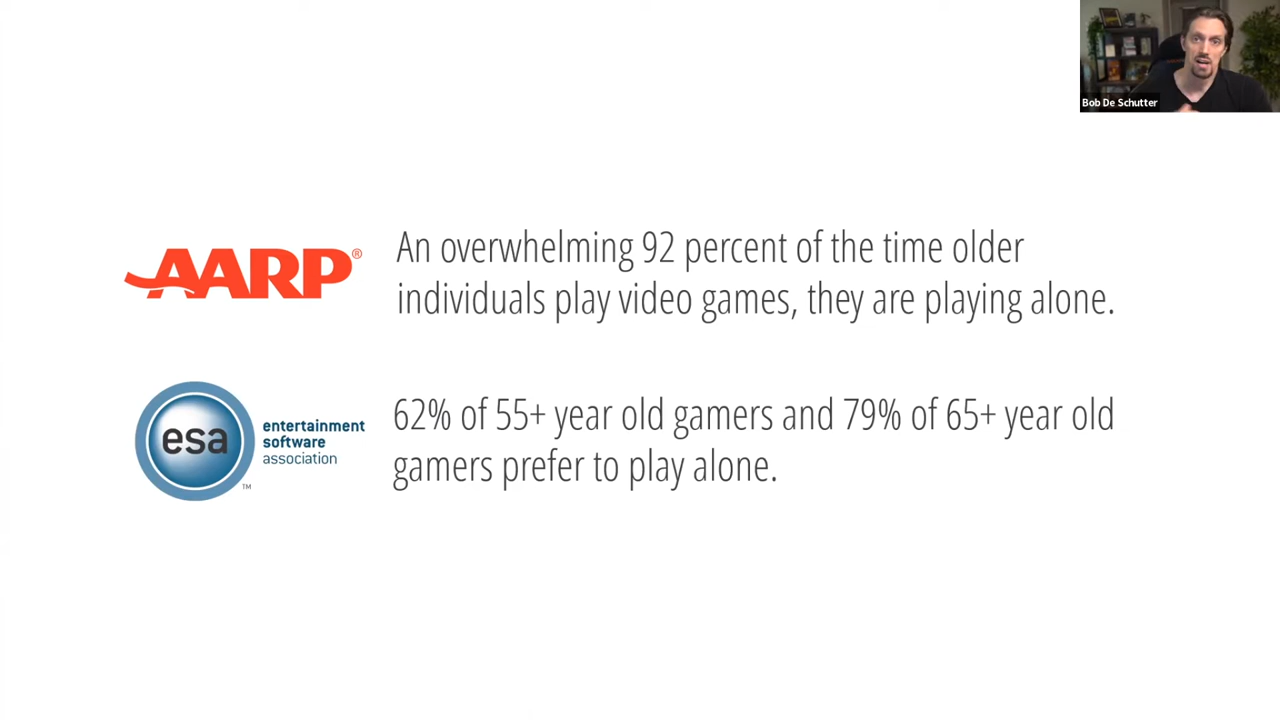 Bob De Schutter
AARP®
An overwhelming 92 percent of the time older
individuals play video games, they are playing alone.
esa
entertainment
software
association
™
62% of 55+ year old gamers and 79% of 65+ year old
gamers prefer to play alone.